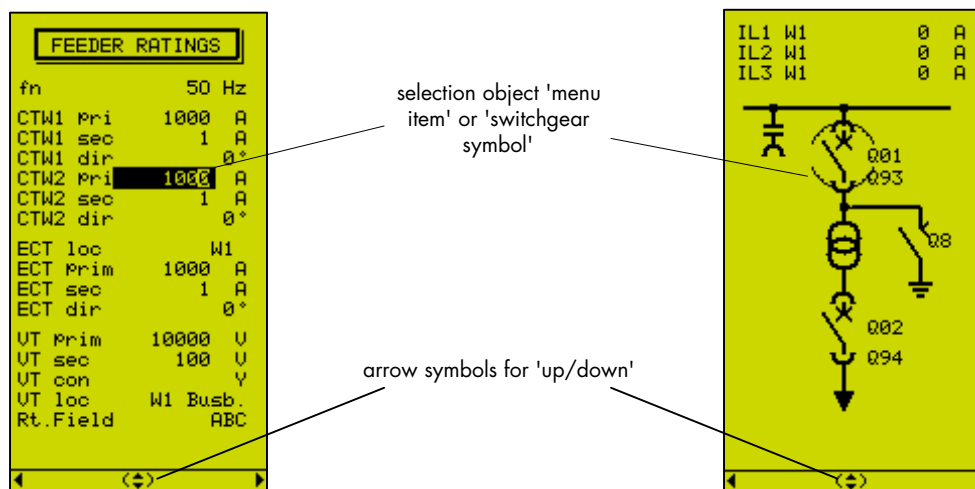 FEEDER RATINGS
fn 50 Hz
CTW1 pri 1000 A
CTW1 sec 1 A
CTW1 dir 0°
CTW2 pri 1000 A
CTW2 sec 1 A
CTW2 dir 0°
ECT loc W1
ECT prim 1000 A
ECT sec 1 A
ECT dir 0°
VT prim 10000 V
VT sec 100 V
VT con Y
VT loc W1 Busb.
Rt.Field ABC
selection object 'menu
item' or 'switchgear
symbol'
arrow symbols for 'up/down'
IL1 W1 0 A
IL2 W1 0 A
IL3 W1 0 A
Q01
Q93
Q8
Q02
Q94